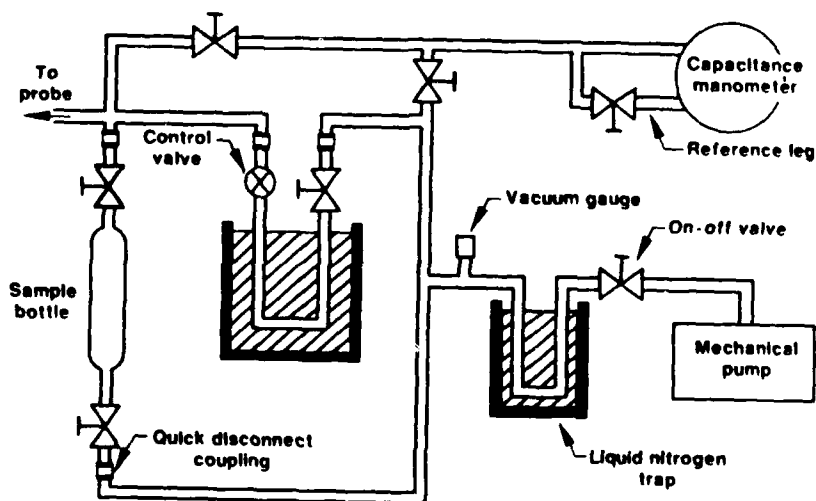 To
probe
Control
valve
Capacitance
manometer
Reference leg
Vacuum gauge
On-off valve
Sample
bottle
Mechanical
pump
Quick disconnect
coupling
Liquid nitrogen
trap